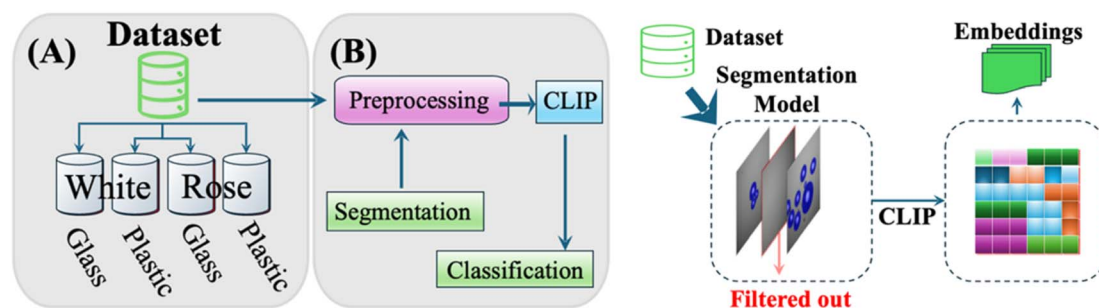 (A)
Dataset
White
Rose
Glass
Plastic
Glass
Plastic
(B)
Preprocessing
CLIP
Segmentation
Classification
Dataset
Segmentation
Model
Filtered out
CLIP
Embeddings